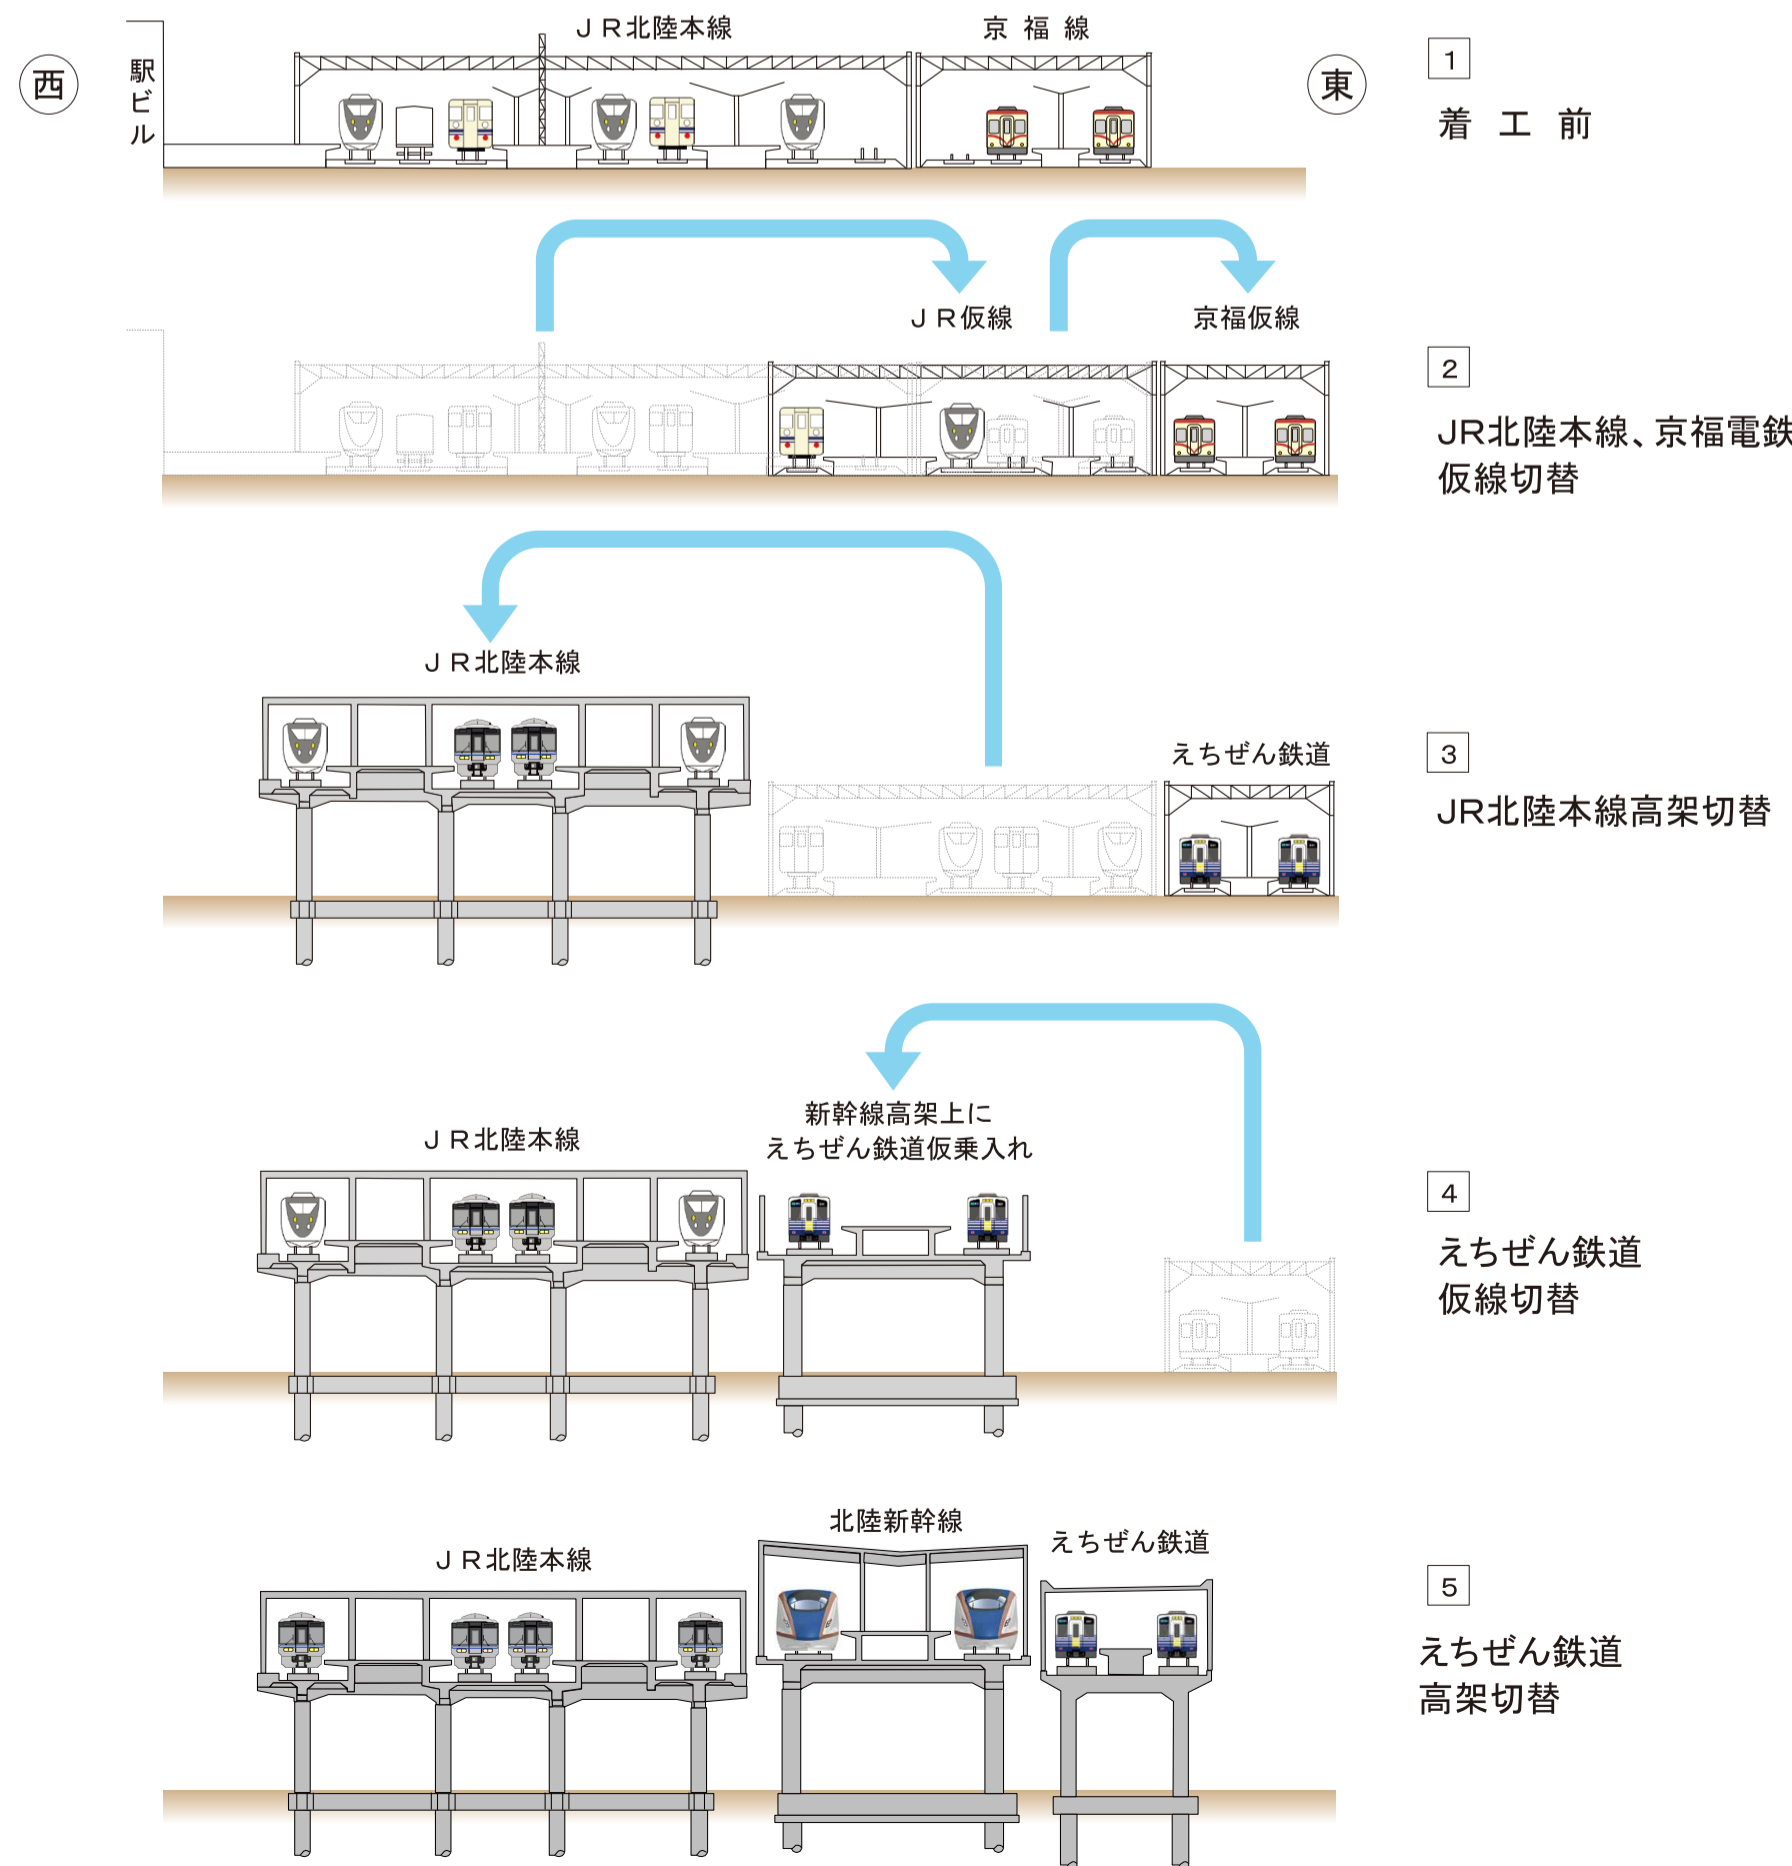 JR北陸本線
京福線
西
駅ビル
東
1
着工前
JR仮線
京福仮線
2
JR北陸本線、京福電鉄
仮線切替
JR北陸本線
えちぜん鉄道
3
JR北陸本線高架切替
新幹線高架上に
えちぜん鉄道仮乗入れ
JR北陸本線
4
えちぜん鉄道
仮線切替
北陸新幹線
えちぜん鉄道
JR北陸本線
5
えちぜん鉄道
高架切替